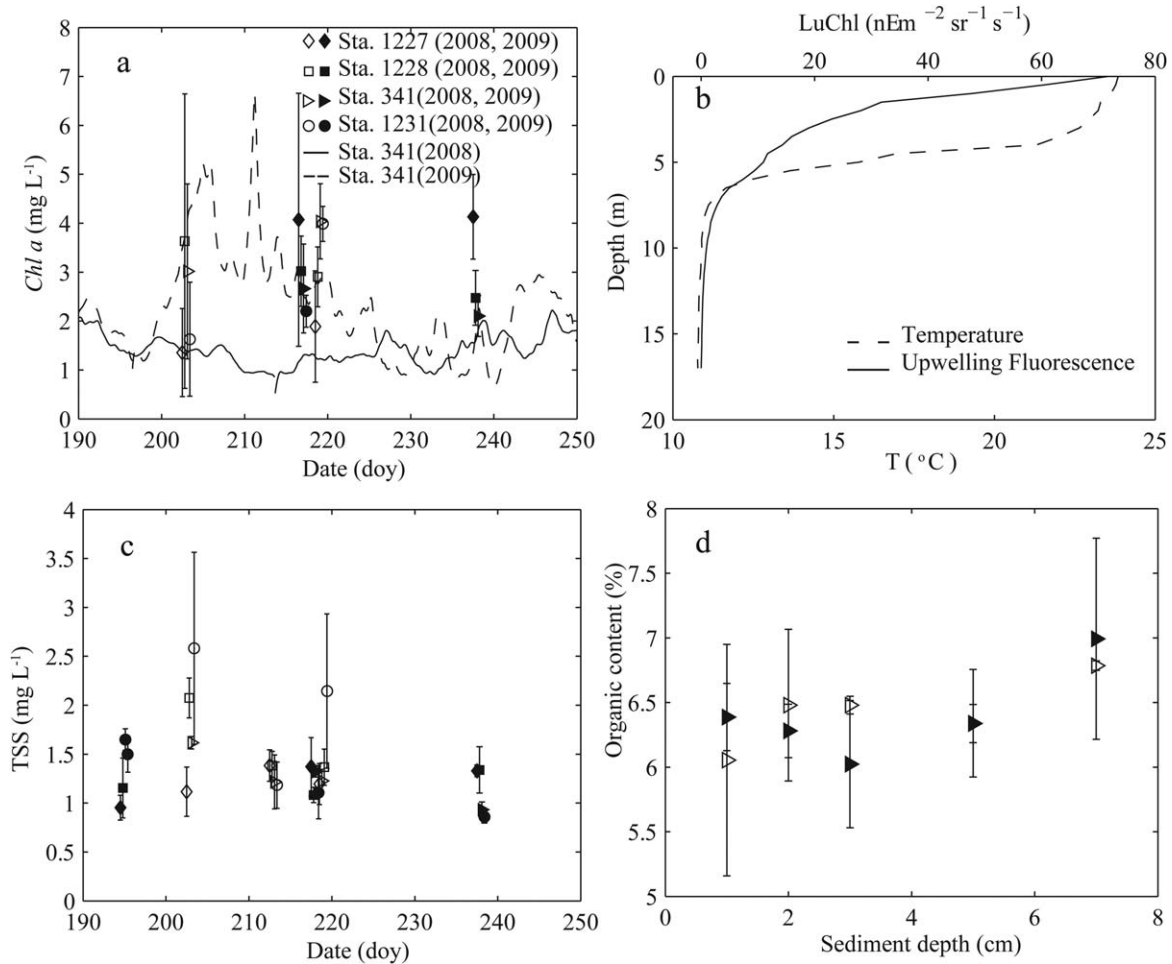 a
Chl a (mg L-1)
8
7
6
5
4
3
2
1
0
Sta. 1227 (2008, 2009)
Sta. 1228 (2008, 2009)
Sta. 341(2008, 2009)
Sta. 1231(2008, 2009)
Sta. 341(2008)
Sta. 341(2009)
190 200 210 220 230 240 250
Date (doy)
LuChl (nEm −2 sr−1 s−1)
0 20 40 60 80
b
Depth (m)
0
5
10
15
20
Temperature
Upwelling Fluorescence
10 15 20 25
T ( oC)
c
TSS (mg L-1)
4
3.5
3
2.5
2
1.5
1
0.5
0
190 200 210 220 230 240 250
Date (doy)
d
Organic content (%)
8
7.5
7
6.5
6
5.5
5
0 2 4 6 8
Sediment depth (cm)